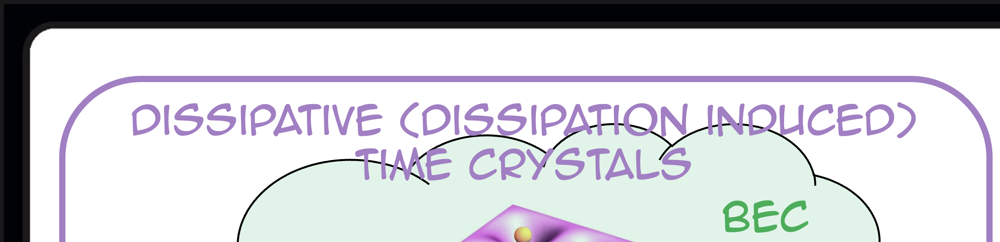 DISSIPATIVE (DISSIPATION INDUCED)
TIME CRYSTALS
BEC